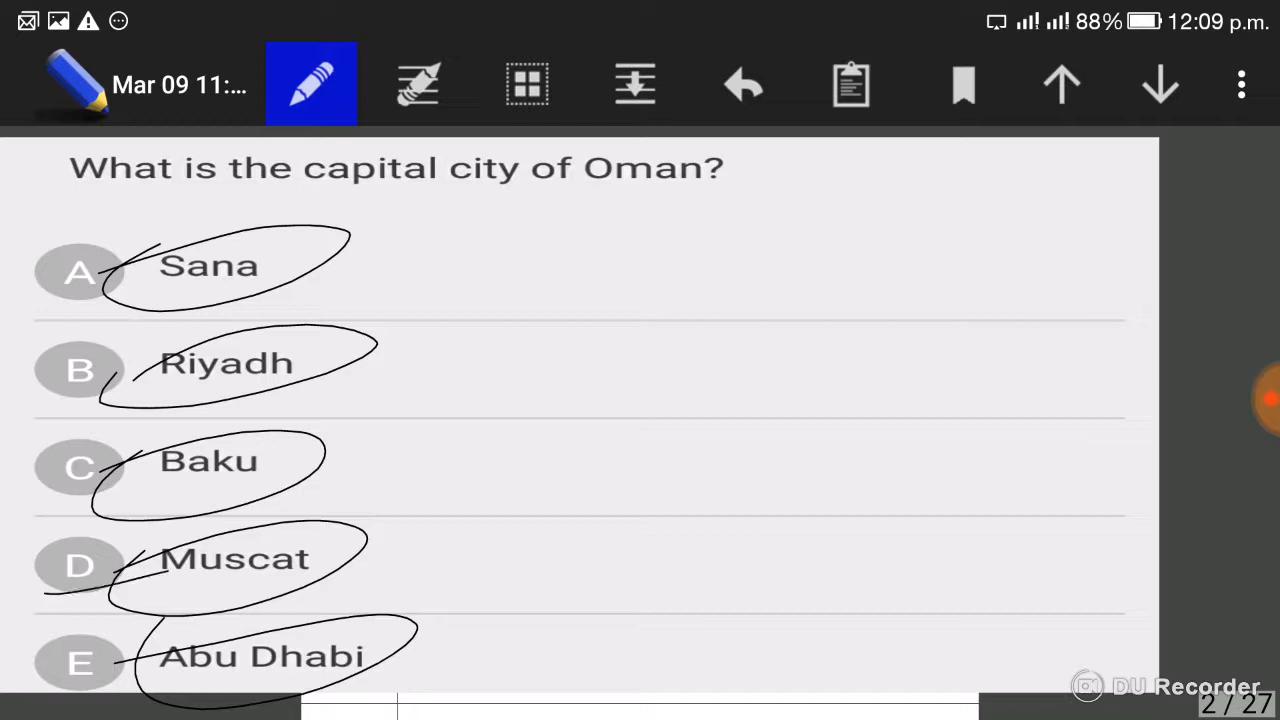 88% 12:09 p.m.
Mar 09 11:...
What is the capital city of Oman?
A Sana
B Riyadh
C Baku
D Muscat
E Abu Dhabi
DU Recorder
2 / 27